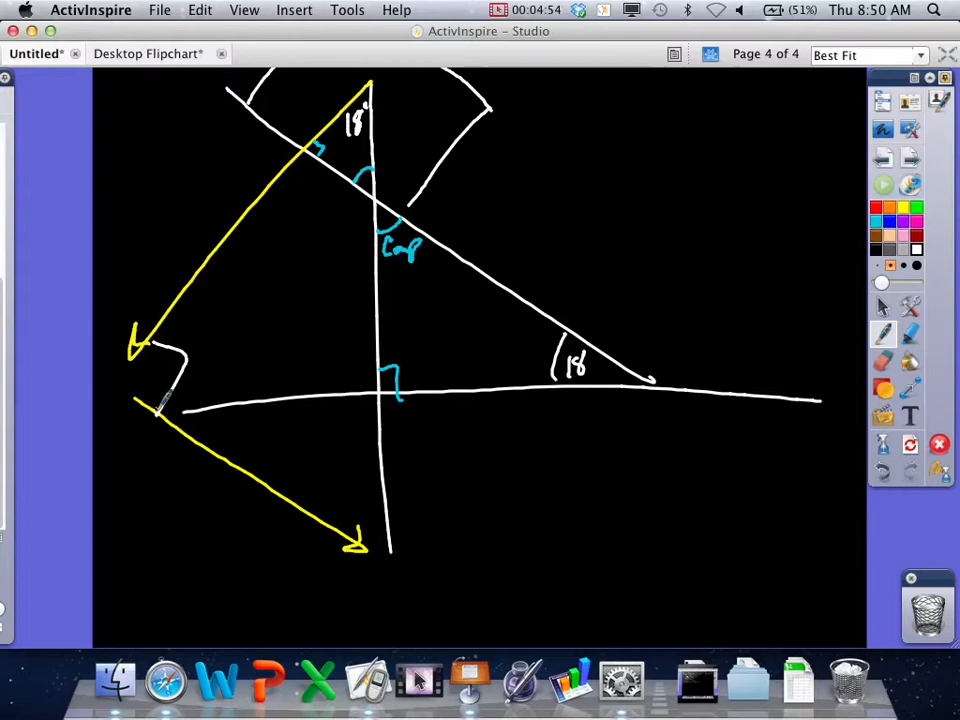 ActivInspire File Edit View Insert Tools Help 00:04:54 (51%) Thu 8:50 AM
ActivInspire - Studio
Untitled* Desktop Flipchart* Page 4 of 4 Best Fit
18°
Comp
18
T
W P X